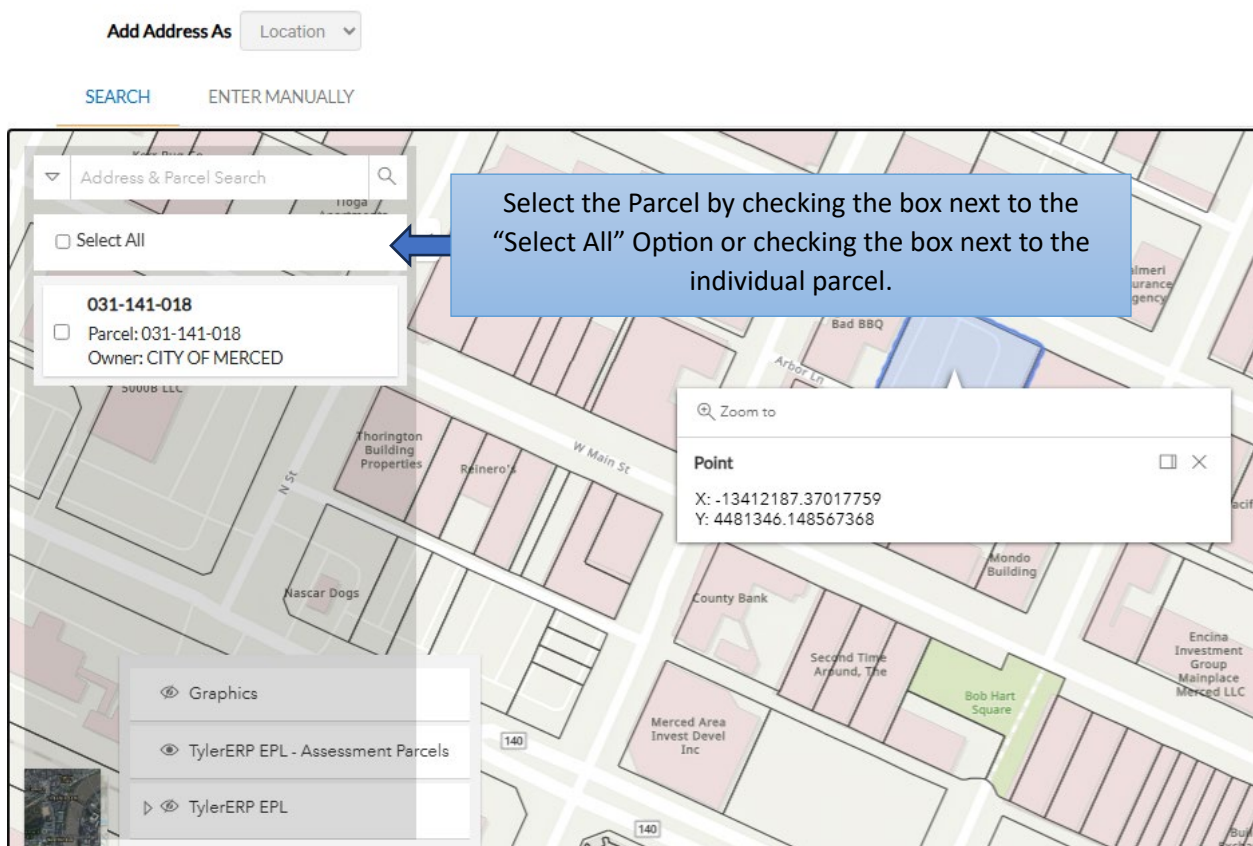 Add Address As
Location
SEARCH
ENTER MANUALLY
Address & Parcel Search
Tioga
Select All
Select the Parcel by checking the box next to the
“Select All” Option or checking the box next to the
individual parcel.
031-141-018
Parcel: 031-141-018
Owner: CITY OF MERCED
5000B LLC
Bad BBQ
Arbor Ln
Zoom to
Point
X: -13412187.37017759
Y: 4481346.148567368
Thorington
Building
Properties
Reinero's
W Main St
N St
Nascar Dogs
County Bank
Mondo
Building
Second Time
Around, The
Bob Hart
Square
Encina
Investment
Group
Mainplace
Merced LLC
Merced Area
Invest Devel
Inc
140
140
Graphics
TylerERP EPL - Assessment Parcels
TylerERP EPL